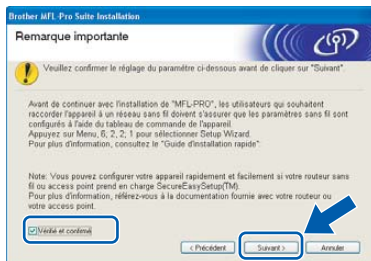 Brother MFL-Pro Suite Installation
Remarque importante
Veuillez confirmer le réglage du paramètre ci-dessous avant de cliquer sur "Suivant".
Avant de continuer avec l'installation de "MFL-PRO", les utilisateurs qui souhaitent
raccorder l'appareil à un réseau sans fil doivent s'assurer que les paramètres sans fil sont
configurés à l'aide du tableau de commande de l'appareil.
Appuyez sur Menu, 6; 2; 2; 1 pour sélectionner Setup Wizard.
Pour plus d'information, consultez le "Guide d'installation rapide".
Note: Vous pouvez configurer votre appareil rapidement et facilement si votre routeur sans
fil ou access point prend en charge SecureEasySetup(TM).
Pour plus d'information, référez-vous à la documentation fournie avec votre routeur ou
votre access point.
Vérifié et confirmé
< Précédent Suivant > Annuler